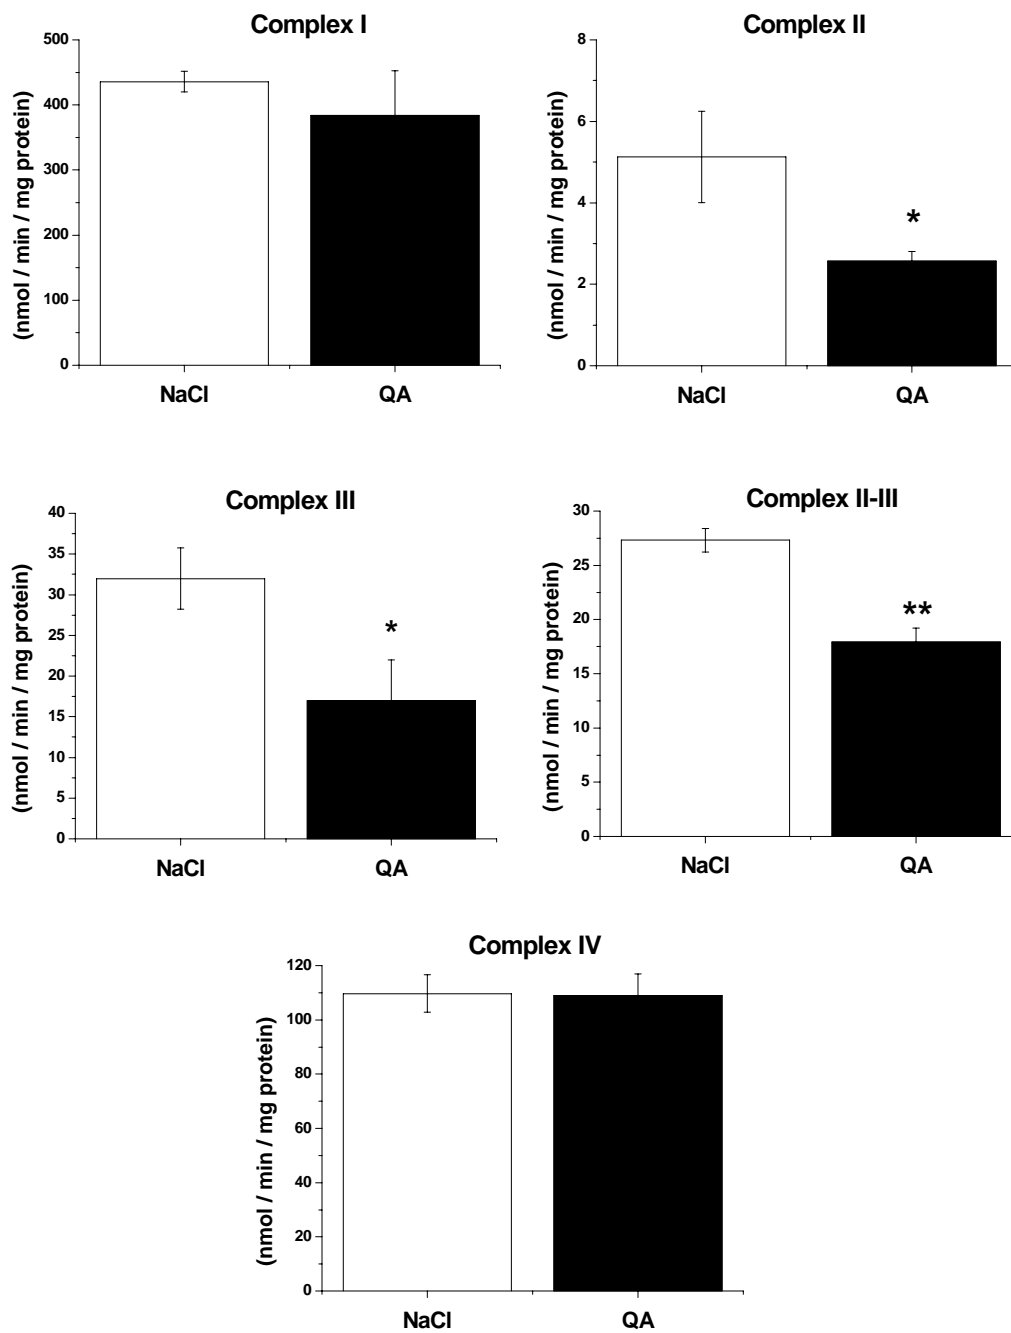 Complex I
(nmol / min / mg protein)
500
400
300
200
100
0
NaCl
QA
Complex II
(nmol / min / mg protein)
8
6
4
2
0
*
NaCl
QA
Complex III
(nmol / min / mg protein)
40
35
30
25
20
15
10
5
0
*
NaCl
QA
Complex II-III
(nmol / min / mg protein)
30
25
20
15
10
5
0
**
NaCl
QA
Complex IV
(nmol / min / mg protein)
120
100
80
60
40
20
0
NaCl
QA